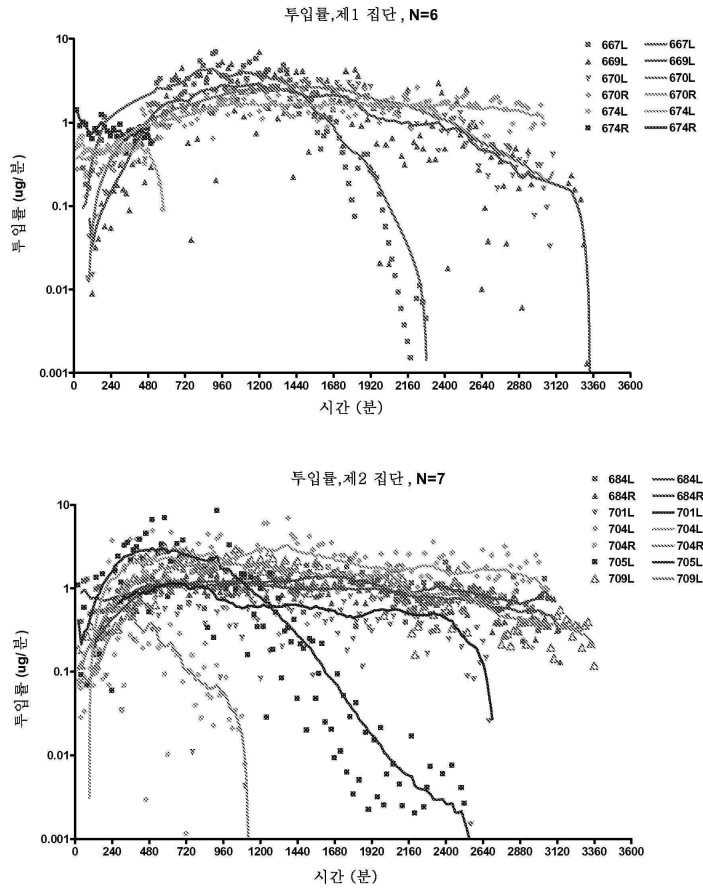 투입률,제1 집단, N=6
투입률 (ug/분)
10
1
0.1
0.01
0.001
0 240 480 720 960 1200 1440 1680 1920 2160 2400 2640 2880 3120 3360 3600
시간 (분)
667L 667L
669L 669L
670L 670L
670R 670R
674L 674L
674R 674R
투입률,제2 집단, N=7
투입률 (ug/분)
10
1
0.1
0.01
0.001
0 240 480 720 960 1200 1440 1680 1920 2160 2400 2640 2880 3120 3360 3600
시간 (분)
684L 684L
684R 684R
701L 701L
704L 704L
704R 704R
705L 705L
709L 709L